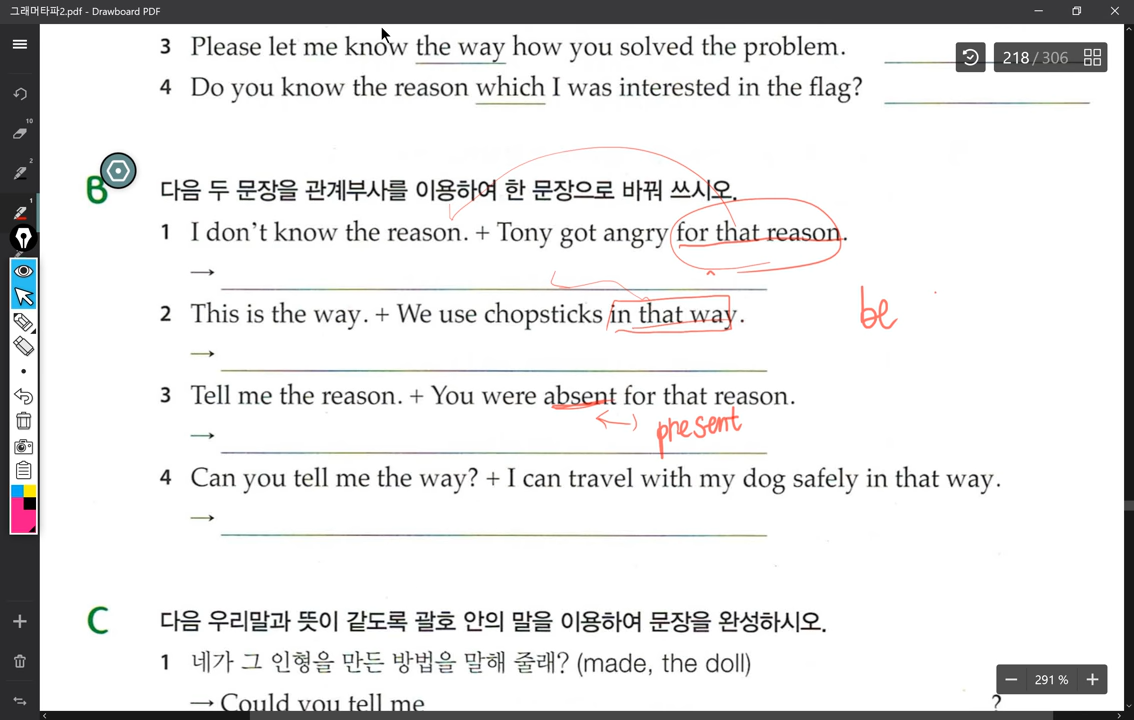 그래머타파2.pdf - Drawboard PDF
3 Please let me know the way how you solved the problem.
218 / 306
4 Do you know the reason which I was interested in the flag?
10
2
1
B 다음 두 문장을 관계부사를 이용하여 한 문장으로 바꿔 쓰시오.
1 I don't know the reason. + Tony got angry for that reason.
→
2 This is the way. + We use chopsticks in that way.
be
→
3 Tell me the reason. + You were absent for that reason.
present
→
4 Can you tell me the way? + I can travel with my dog safely in that way.
→
C 다음 우리말과 뜻이 같도록 괄호 안의 말을 이용하여 문장을 완성하시오.
1 네가 그 인형을 만든 방법을 말해 줄래? (made, the doll)
291 %
→ Could you tell me ?